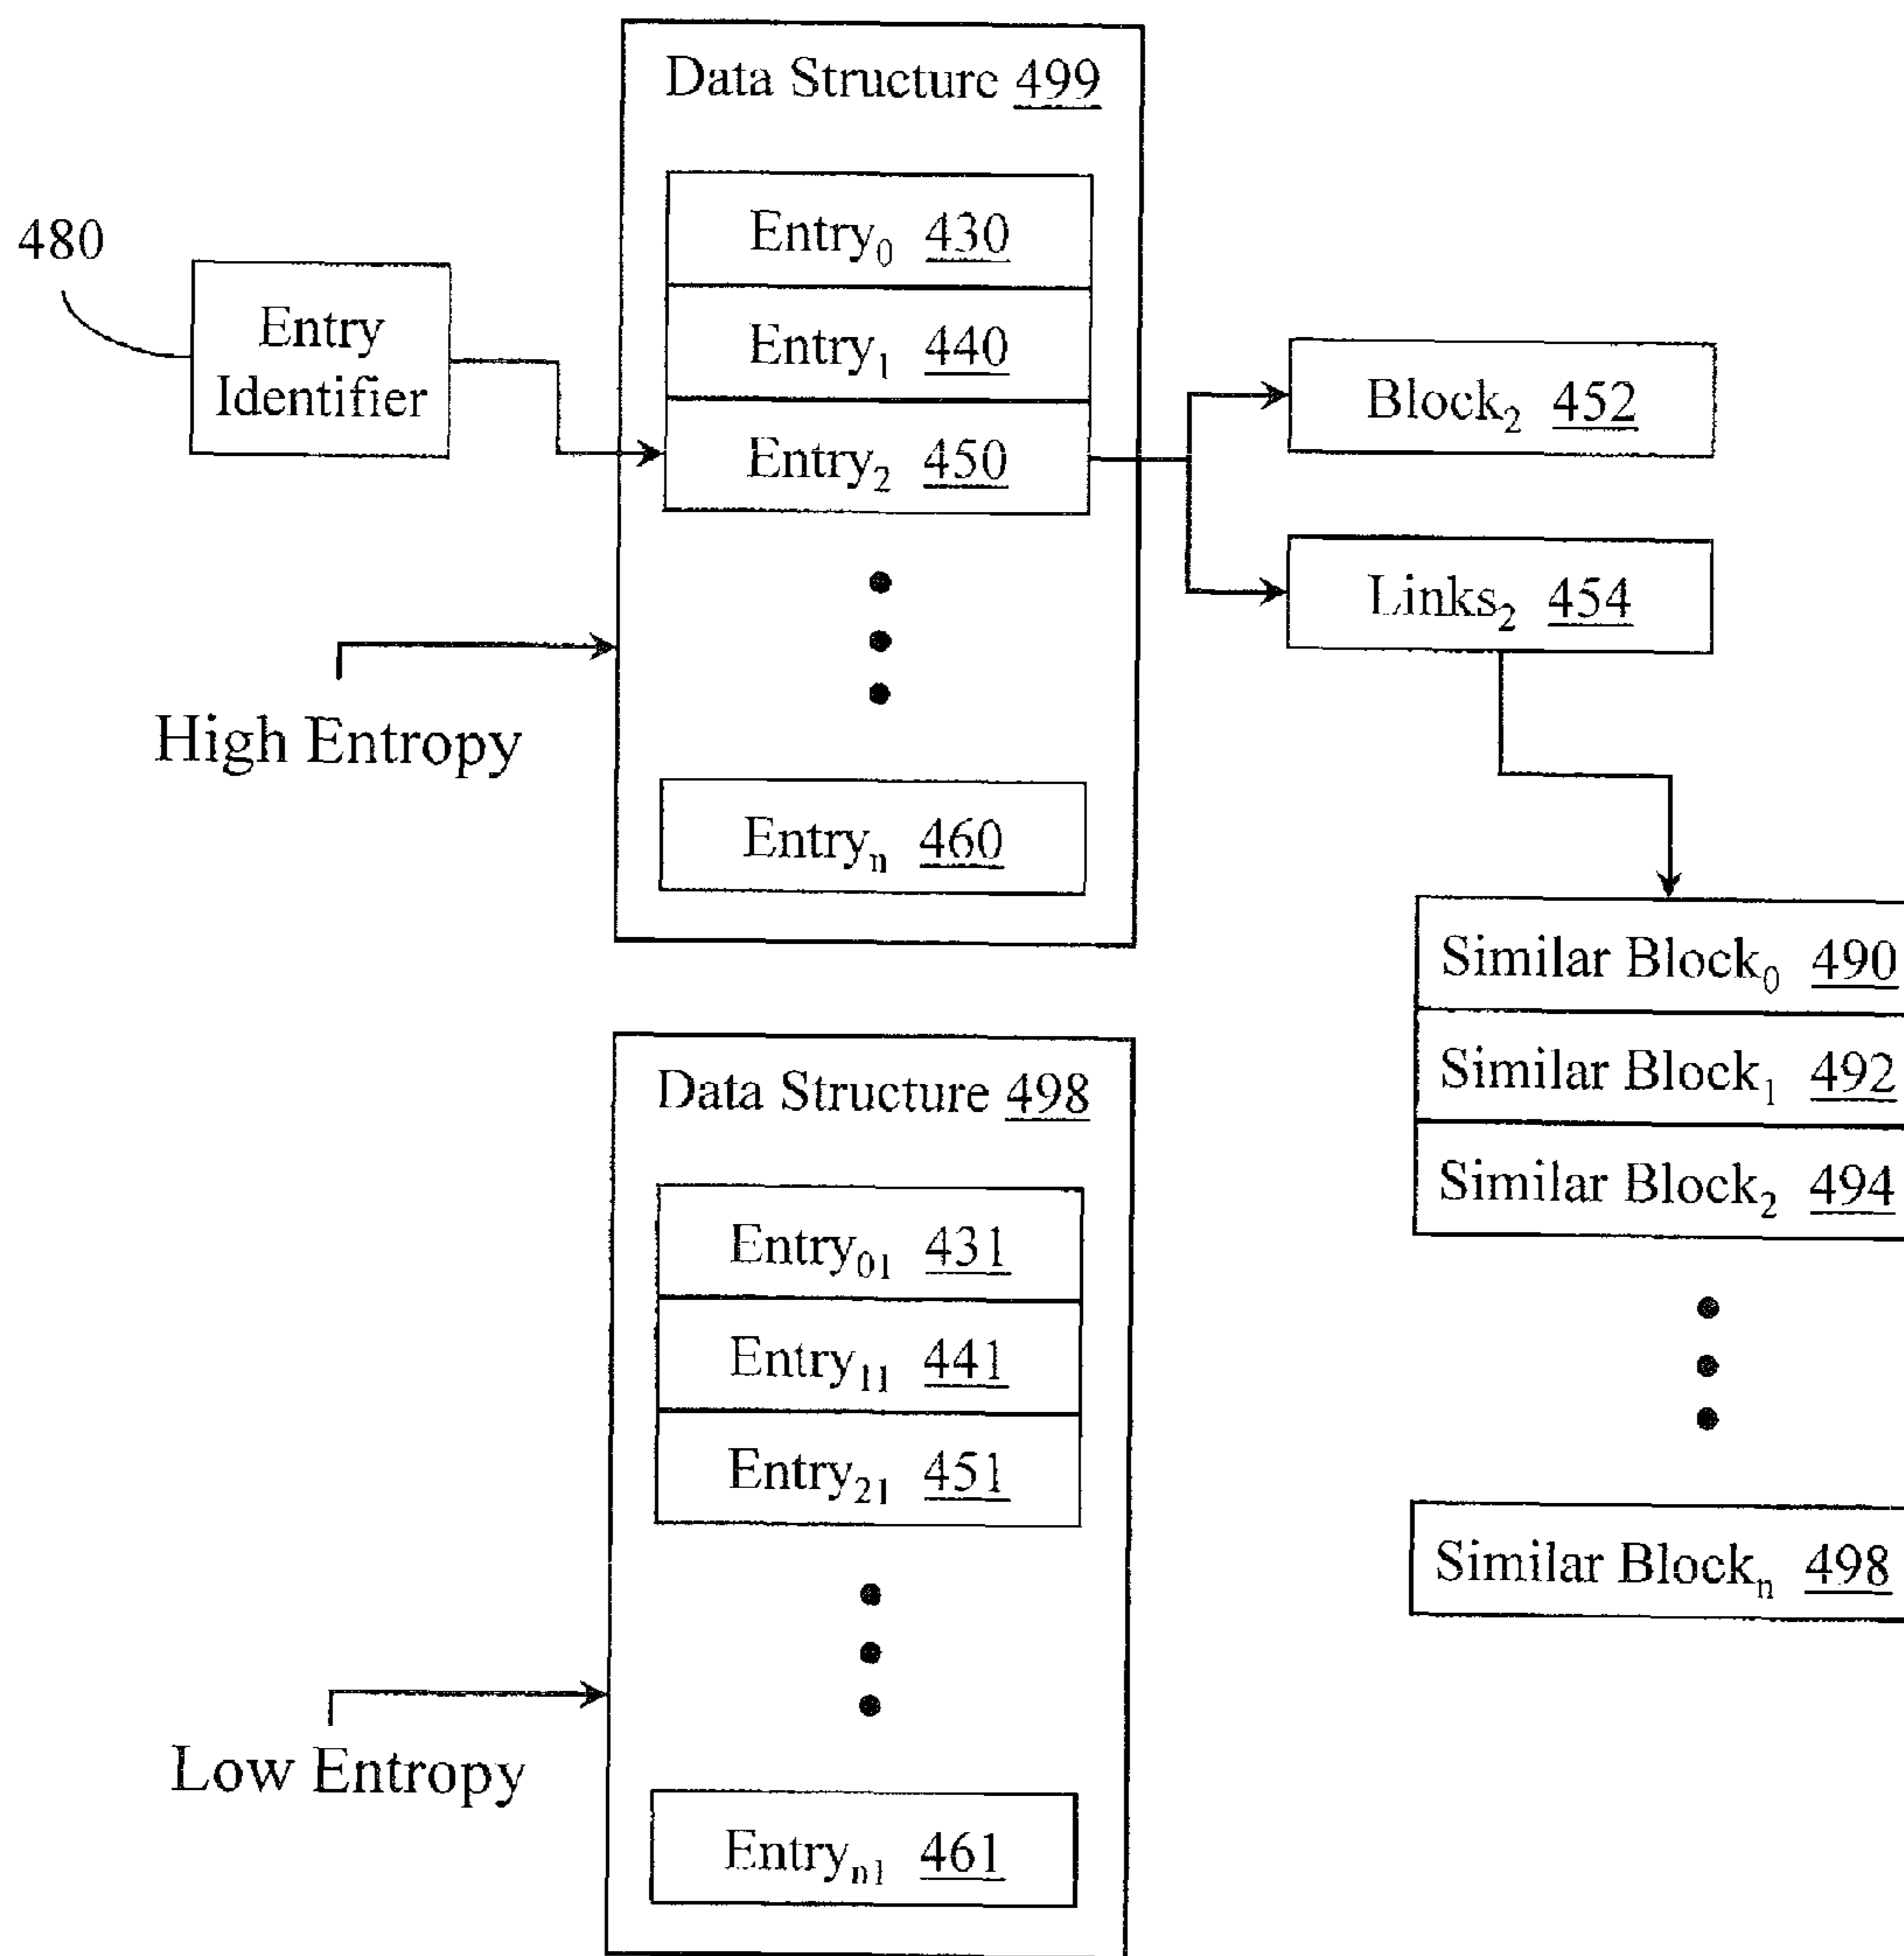 Data Structure 499
Entry₀ 430
480
Entry
Identifier
Entry₁ 440
Entry₂ 450
Block₂ 452
Links₂ 454
High Entropy
Entryₙ 460
Similar Block₀ 490
Similar Block₁ 492
Similar Block₂ 494
Similar Blockₙ 498
Data Structure 498
Entry₀₁ 431
Entry₁₁ 441
Entry₂₁ 451
Low Entropy
Entryₙ₁ 461